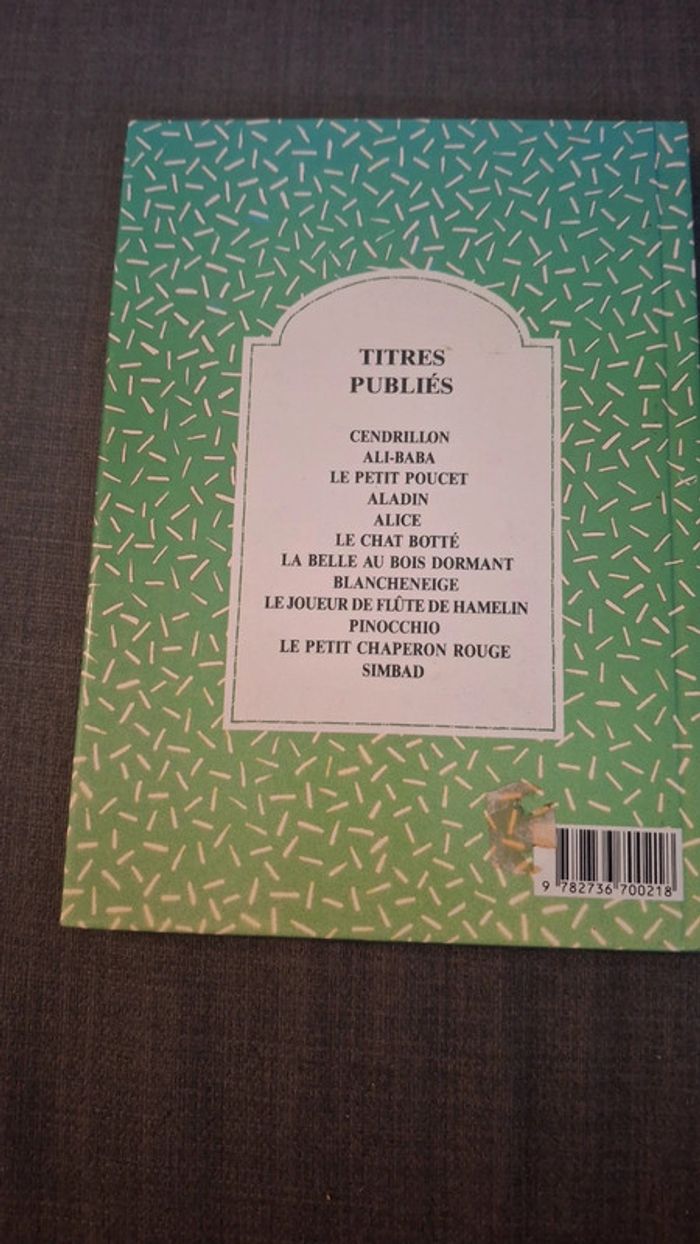 TITRES
PUBLIÉS
CENDRILLON
ALI-BABA
LE PETIT POUCET
ALADIN
ALICE
LE CHAT BOTTÉ
LA BELLE AU BOIS DORMANT
BLANCHENEIGE
LE JOUEUR DE FLÛTE DE HAMELIN
PINOCCHIO
LE PETIT CHAPERON ROUGE
SIMBAD
9 782736 700218